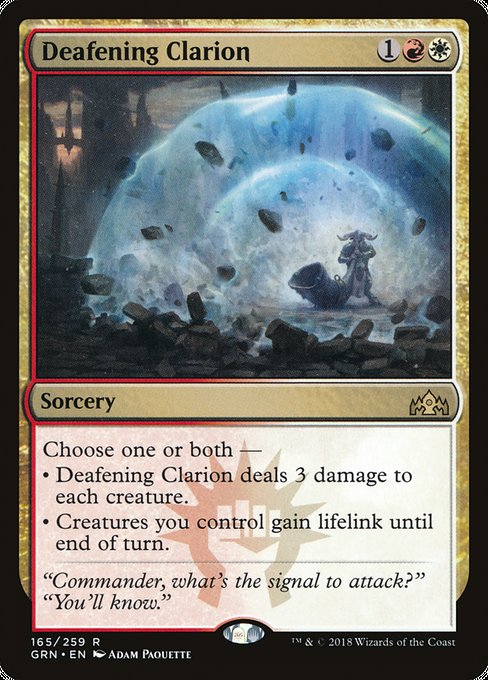 Deafening Clarion 1
Sorcery
Choose one or both —
• Deafening Clarion deals 3 damage to
each creature.
• Creatures you control gain lifelink until
end of turn.
“Commander, what’s the signal to attack?”
“You’ll know.”
165/259 R
GRN • EN Adam Paquette
™ & © 2018 Wizards of the Coast